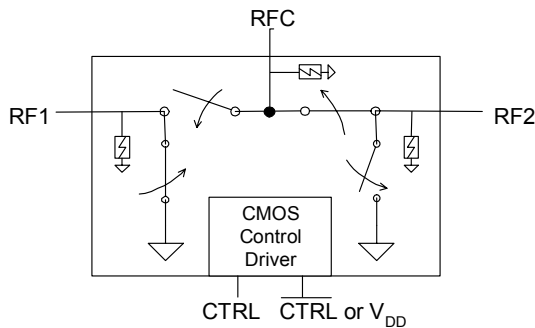 RFC
RF1
RF2
CMOS
Control
Driver
CTRL
CTRL or VDD